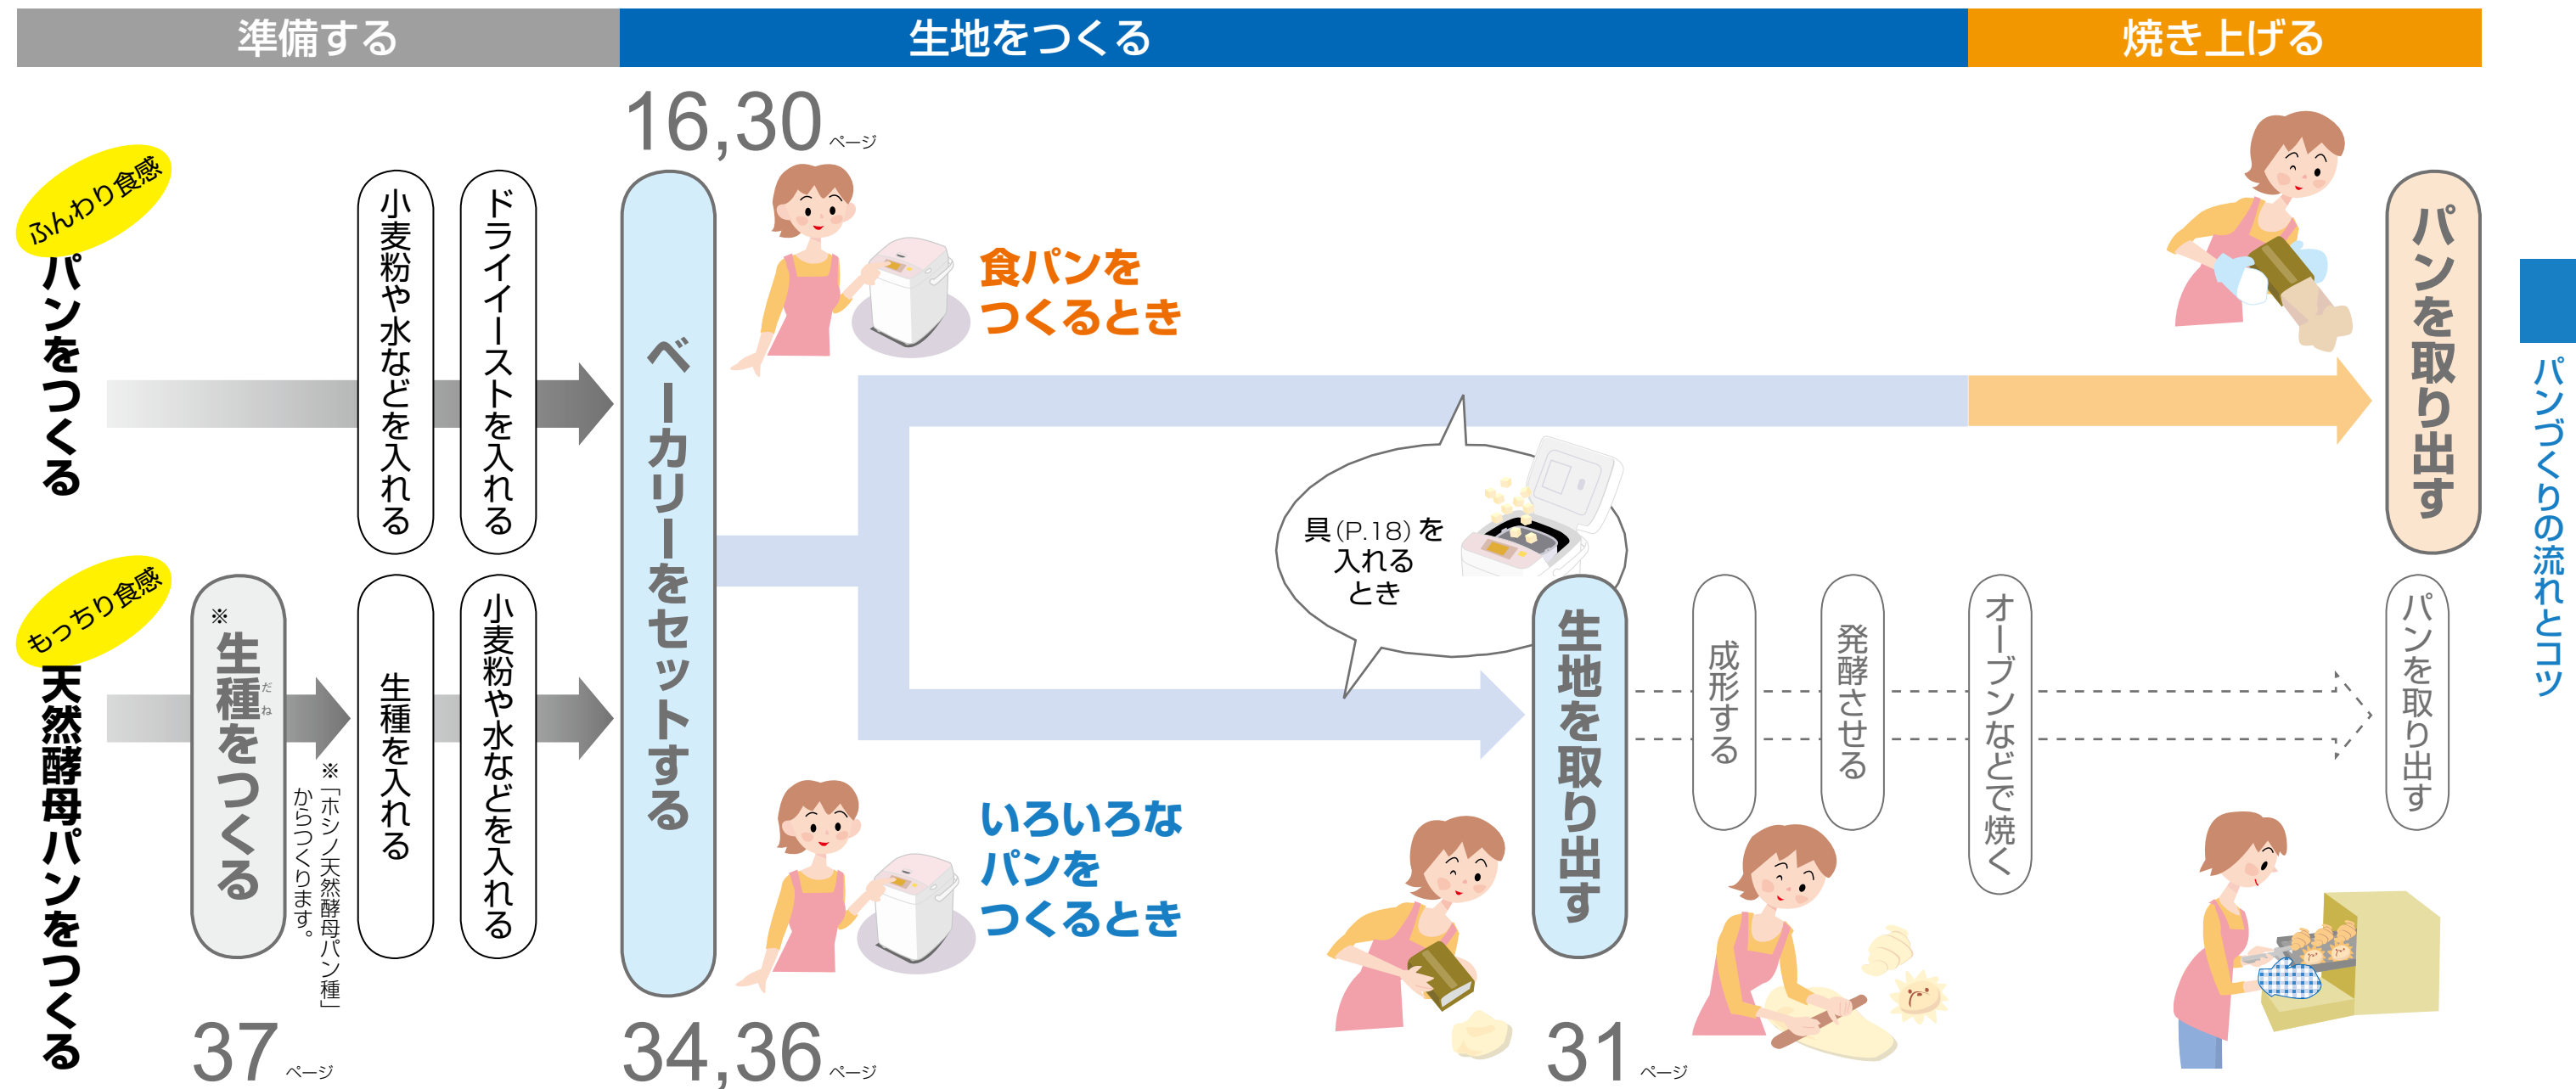 準備する
生地をつくる
焼き上げる
16,30ページ
ふんわり食感
パンをつくる
小麦粉や水などを入れる
ドライイーストを入れる
ベーカリーをセットする
食パンを
つくるとき
具(P.18)を
入れる
とき
パンを取り出す
もっちり食感
天然酵母パンをつくる
※
生種をつくる
だね
※「ホシノ天然酵母パン種」
からつくります。
生種を入れる
小麦粉や水などを入れる
いろいろな
パンを
つくるとき
生地を取り出す
成形する
発酵させる
オーブンなどで焼く
パンを取り出す
37ページ
34,36ページ
31ページ
パンづくりの流れとコツ